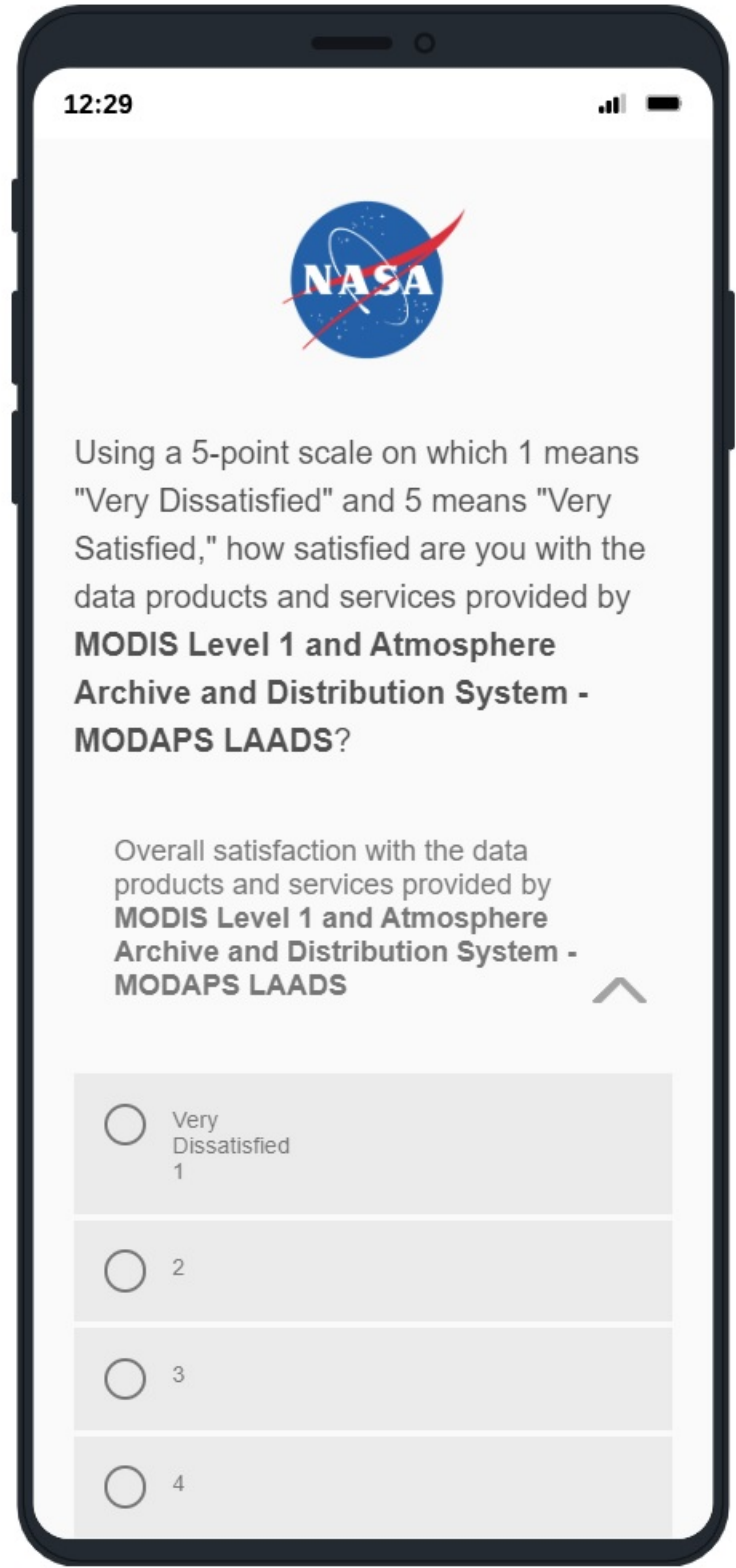 12:29
NASA
Using a 5-point scale on which 1 means
"Very Dissatisfied" and 5 means "Very
Satisfied," how satisfied are you with the
data products and services provided by
MODIS Level 1 and Atmosphere
Archive and Distribution System -
MODAPS LAADS?
Overall satisfaction with the data
products and services provided by
MODIS Level 1 and Atmosphere
Archive and Distribution System -
MODAPS LAADS
Very
Dissatisfied
1
2
3
4